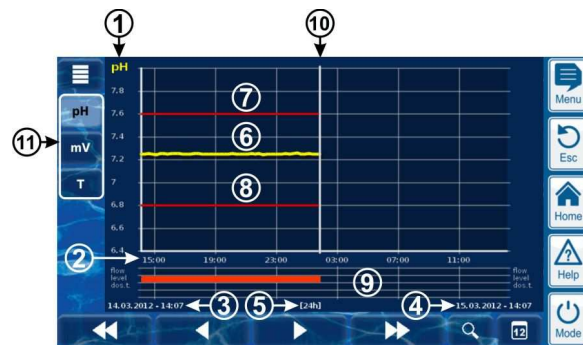 ① ⑩
pH
7.8
7.6
7.4
7.2
7
6.8
6.6
6.4
⑦
⑥
⑧
⑪
pH
mV
T
② 15:00 19:00 23:00 03:00 07:00 11:00
flow
level
dos.t.
⑨
flow
level
dos.t.
14.03.2012 - 14:07 ③ ⑤ [24h] ④ 15.03.2012 - 14:07
12
Menu
Esc
Home
? Help
Mode